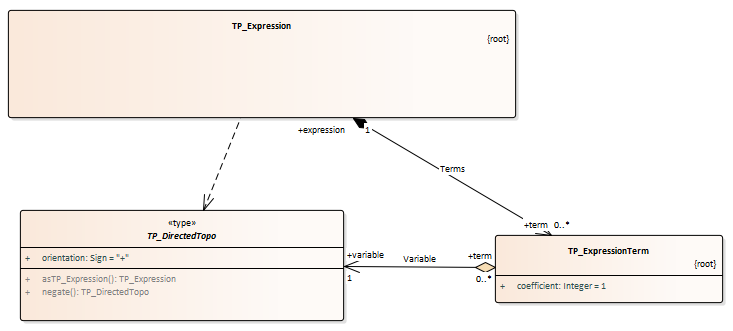 TP_Expression
{root}
+expression 1
Terms
+term 0..*
«type»
TP_DirectedTopo
+ orientation: Sign = "+"
+ asTP_Expression(): TP_Expression
+ negate(): TP_DirectedTopo
+variable
1
Variable
+term
0..*
TP_ExpressionTerm
{root}
+ coefficient: Integer = 1